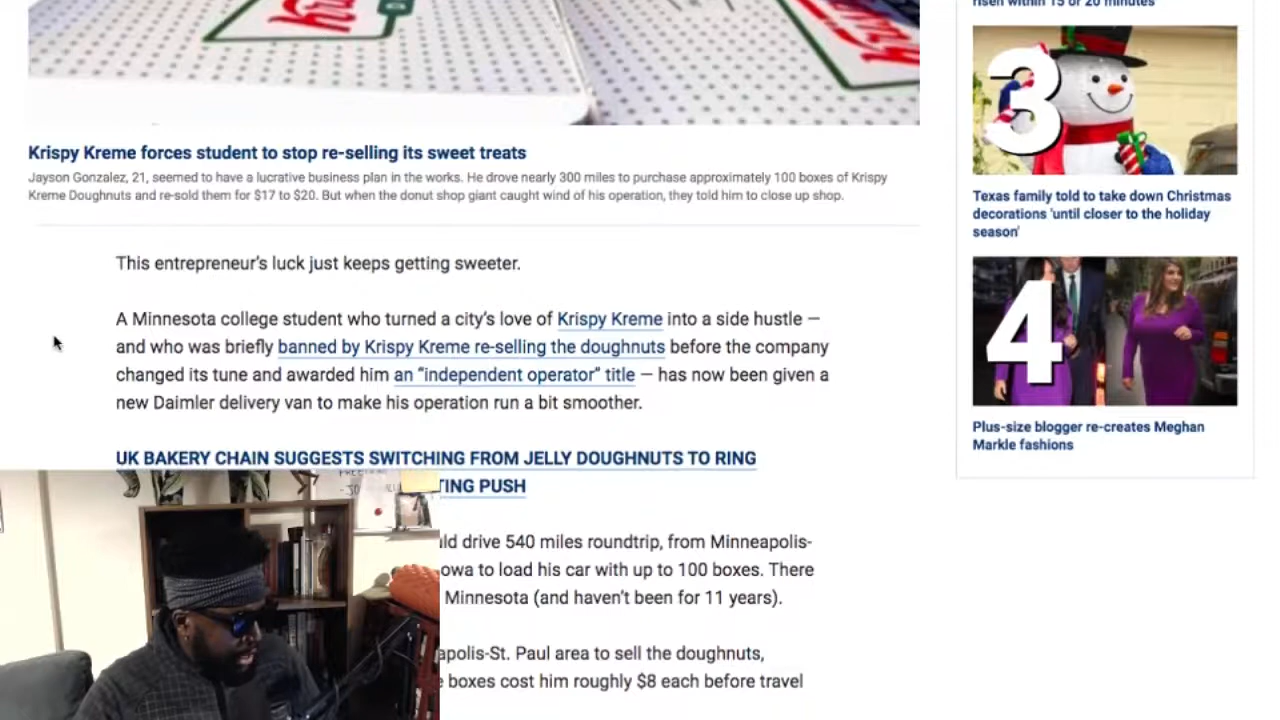 risen within 15 or 20 minutes
3
Krispy Kreme forces student to stop re-selling its sweet treats
Jayson Gonzalez, 21, seemed to have a lucrative business plan in the works. He drove nearly 300 miles to purchase approximately 100 boxes of Krispy
Kreme Doughnuts and re-sold them for $17 to $20. But when the donut shop giant caught wind of his operation, they told him to close up shop.
Texas family told to take down Christmas
decorations 'until closer to the holiday
season'
This entrepreneur's luck just keeps getting sweeter.
A Minnesota college student who turned a city's love of Krispy Kreme into a side hustle —
and who was briefly banned by Krispy Kreme re-selling the doughnuts before the company
changed its tune and awarded him an "independent operator" title — has now been given a
new Daimler delivery van to make his operation run a bit smoother.
4
Plus-size blogger re-creates Meghan
Markle fashions
UK BAKERY CHAIN SUGGESTS SWITCHING FROM JELLY DOUGHNUTS TO RING
TING PUSH
uld drive 540 miles roundtrip, from Minneapolis-
owa to load his car with up to 100 boxes. There
Minnesota (and haven't been for 11 years).
apolis-St. Paul area to sell the doughnuts,
e boxes cost him roughly $8 each before travel